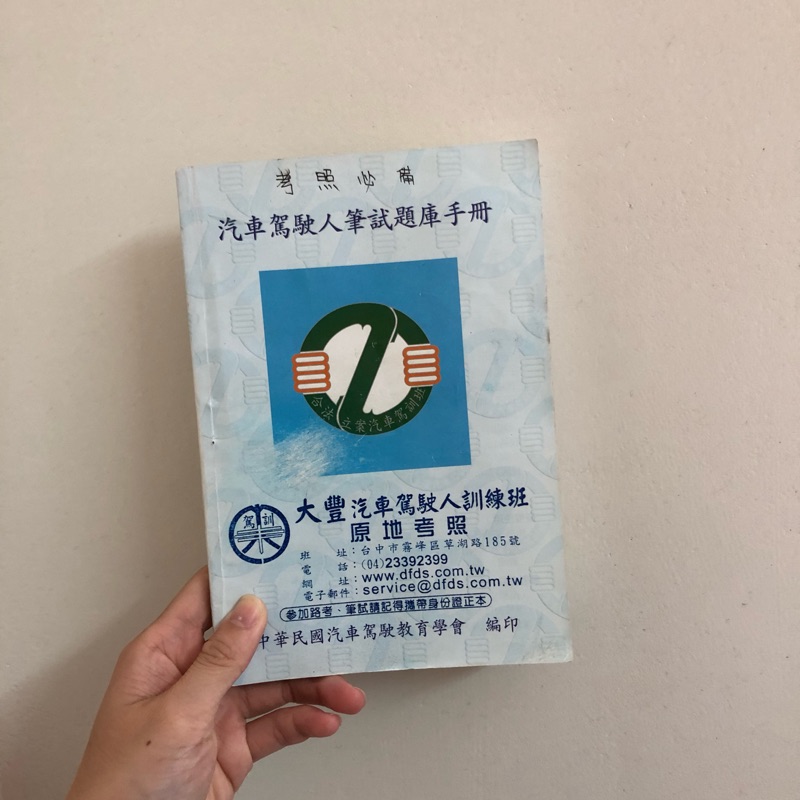 考照必備
汽車駕駛人筆試題庫手冊
合法立案汽車駕訓班
駕訓
大豐汽車駕駛人訓練班
原地考照
班 址：台中市霧峰區草湖路185號
電 話：(04)23392399
網 址：www.dfds.com.tw
電子郵件：service@dfds.com.tw
參加路考、筆試請記得攜帶身份證正本
中華民國汽車駕駛教育學會 編印